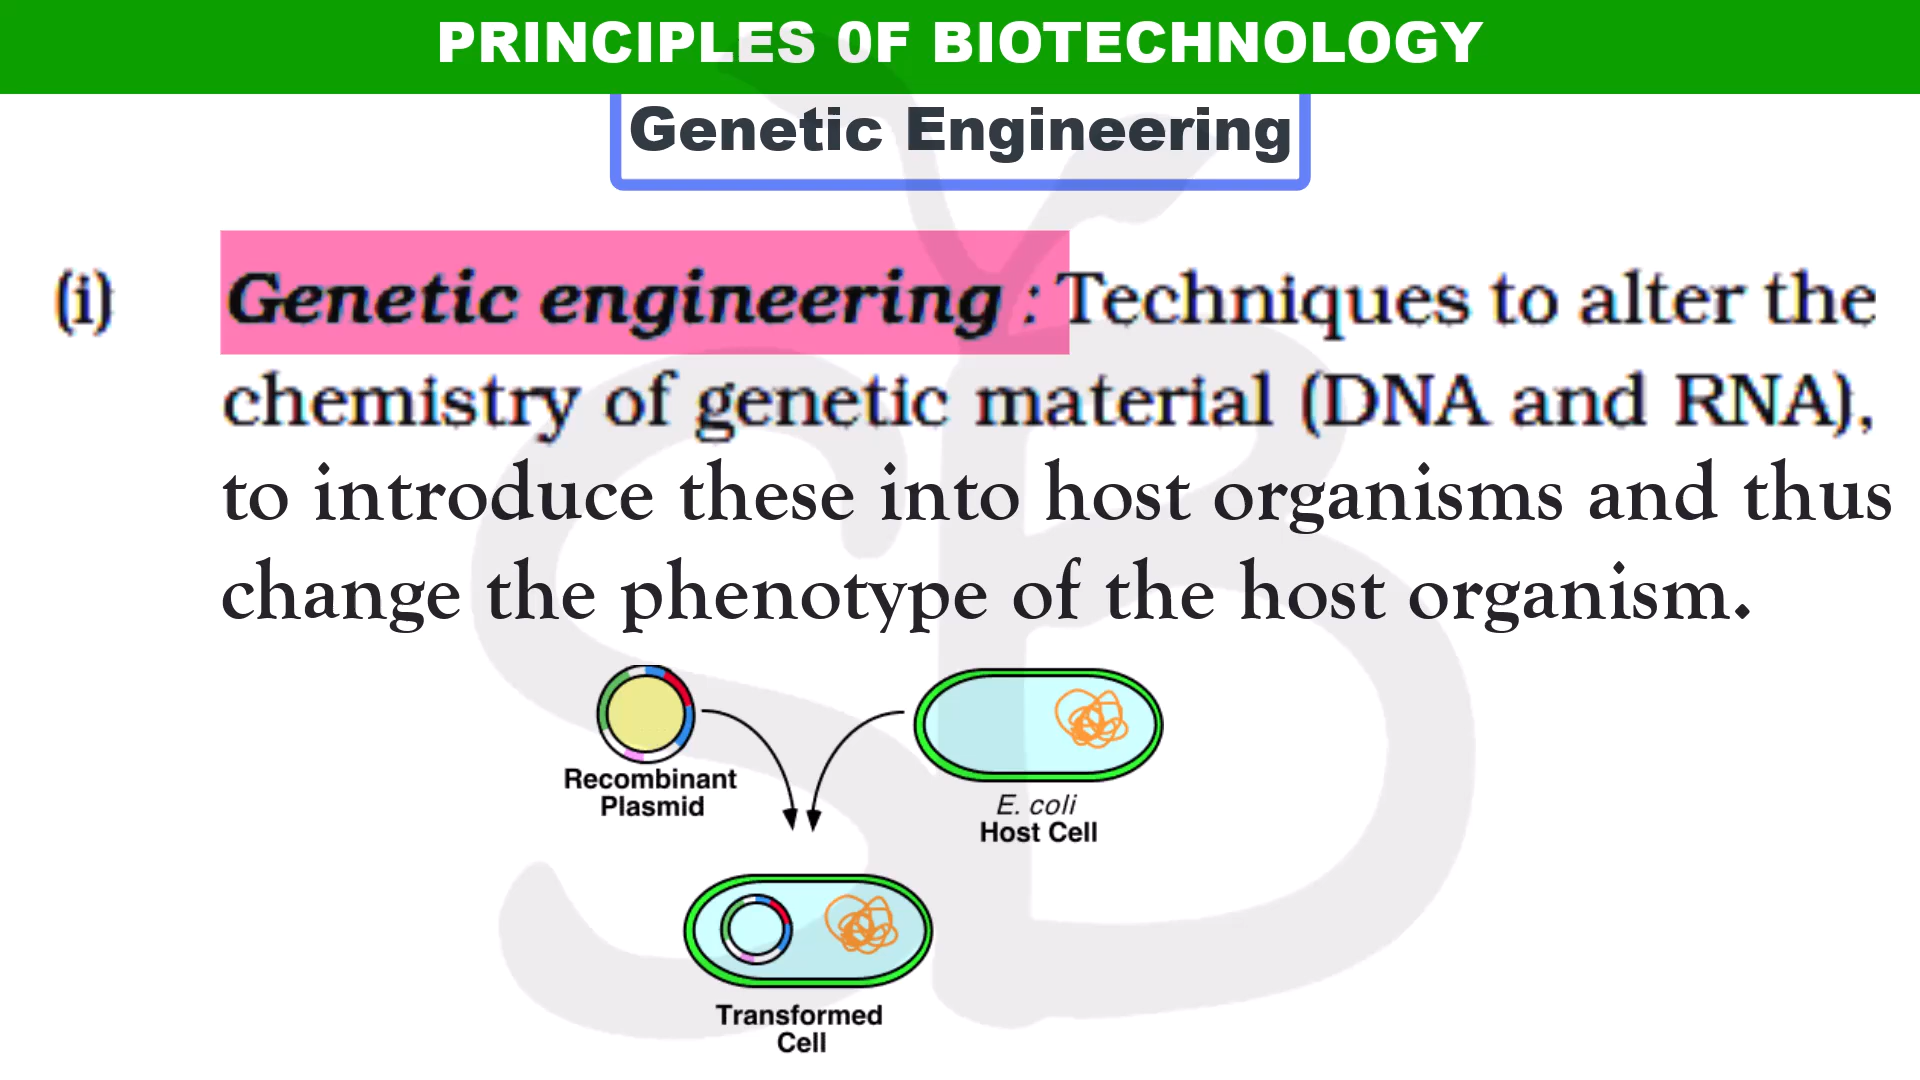 PRINCIPLES 0F BIOTECHNOLOGY
Genetic Engineering
(i) Genetic engineering : Techniques to alter the
chemistry of genetic material (DNA and RNA),
to introduce these into host organisms and thus
change the phenotype of the host organism.
Recombinant
Plasmid
E. coli
Host Cell
Transformed
Cell
SB